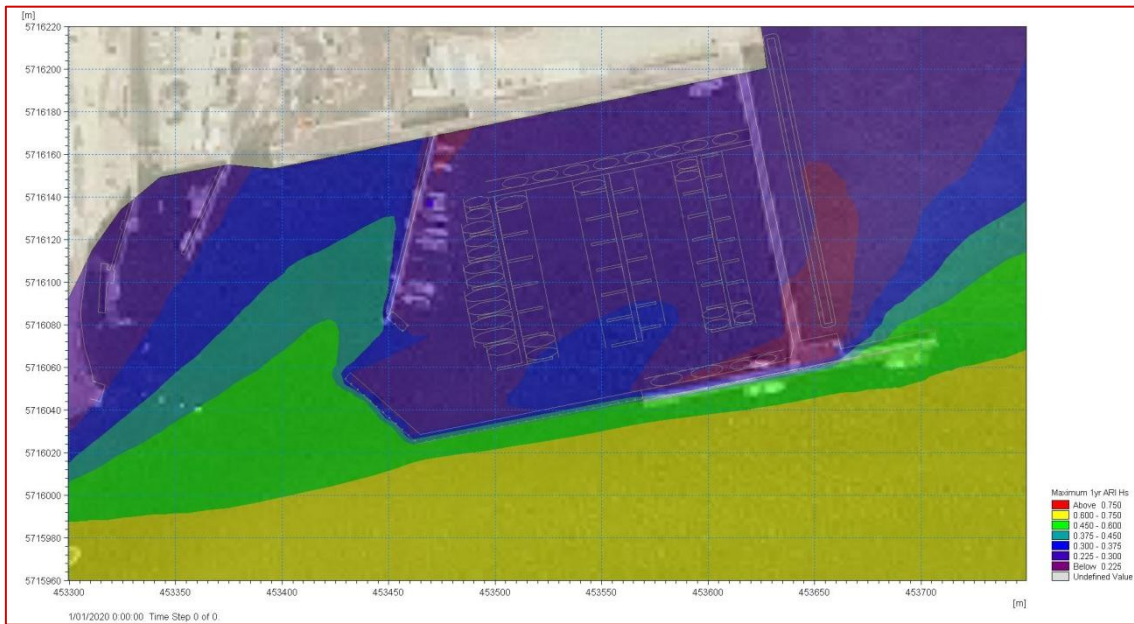 [m]
5716220
5716200
5716180
5716160
5716140
5716120
5716100
5716080
5716060
5716040
5716020
5716000
5715980
5715960
453300 453350 453400 453450 453500 453550 453600 453650 453700
[m]
1/01/2020 0:00:00 Time Step 0 of 0.
Maximum 1yr ARI Hs
Above 0.750
0.600 - 0.750
0.450 - 0.600
0.375 - 0.450
0.300 - 0.375
0.225 - 0.300
Below 0.225
Undefined Value